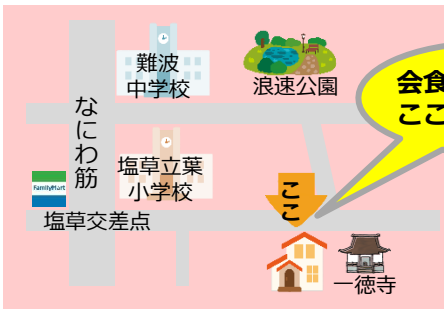 難波
中学校
浪速公園
会食
ここ
なにわ筋
塩草立葉
小学校
FamilyMart
ここ
塩草交差点
一徳寺